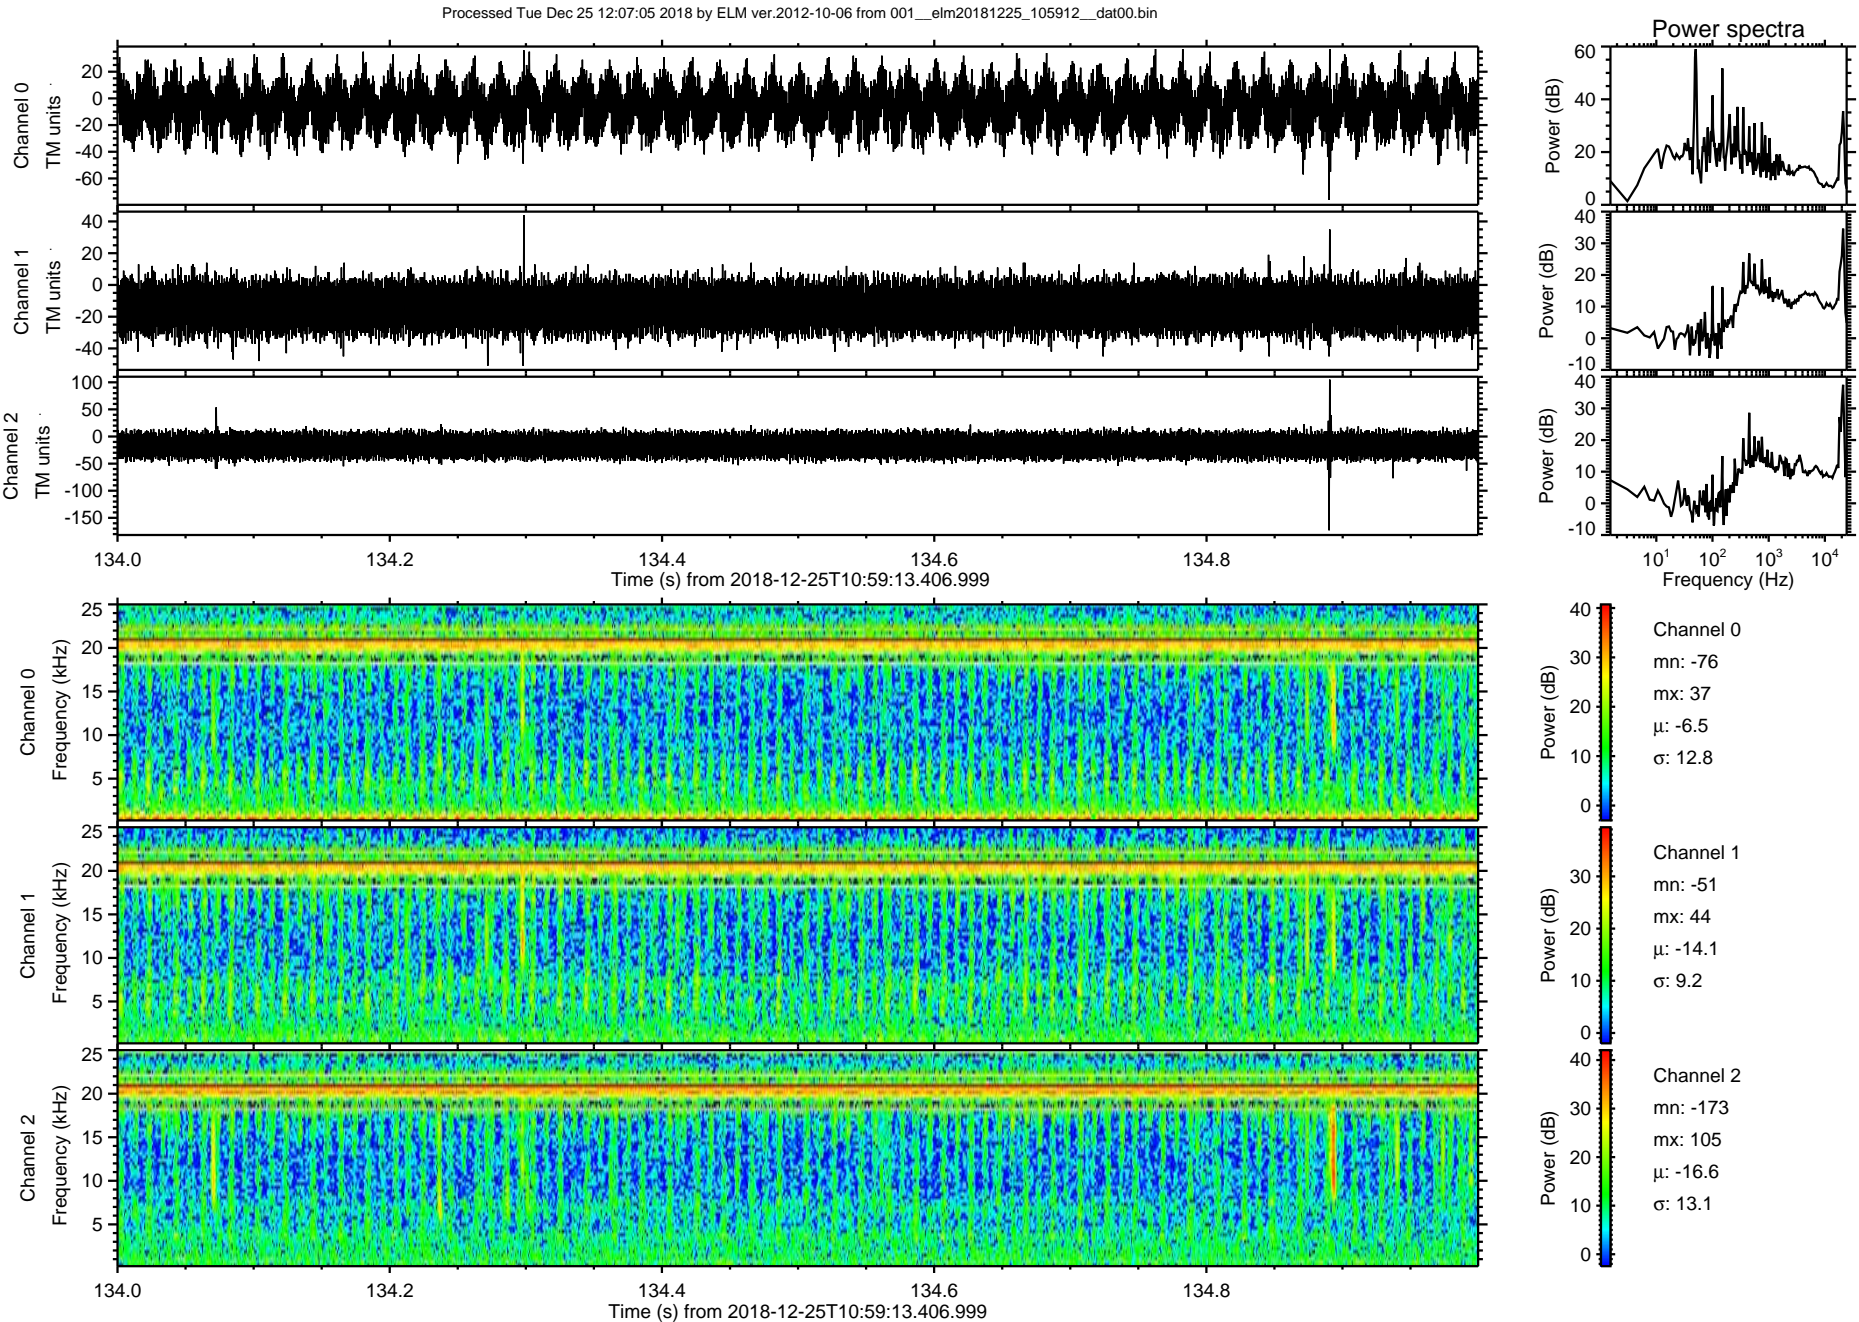 Processed Tue Dec 25 12:07:05 2018 by ELM ver.2012-10-06 from 001__elm20181225_105912__dat00.bin
Power spectra
Channel 0
TM units
20
0
-20
-40
-60
Power (dB)
60
40
20
0
Channel 1
TM units
40
20
0
-20
-40
Power (dB)
40
30
20
10
0
-10
Channel 2
TM units
100
50
0
-50
-100
-150
Power (dB)
40
30
20
10
0
-10
134.0 134.2 134.4 134.6 134.8
Time (s) from 2018-12-25T10:59:13.406.999
10^1 10^2 10^3 10^4
Frequency (Hz)
Channel 0
Frequency (kHz)
25
20
15
10
5
Power (dB)
40
30
20
10
0
Channel 0
mn: -76
mx: 37
μ: -6.5
σ: 12.8
Channel 1
Frequency (kHz)
25
20
15
10
5
Power (dB)
30
20
10
0
Channel 1
mn: -51
mx: 44
μ: -14.1
σ: 9.2
Channel 2
Frequency (kHz)
25
20
15
10
5
Power (dB)
40
30
20
10
0
Channel 2
mn: -173
mx: 105
μ: -16.6
σ: 13.1
134.0 134.2 134.4 134.6 134.8
Time (s) from 2018-12-25T10:59:13.406.999